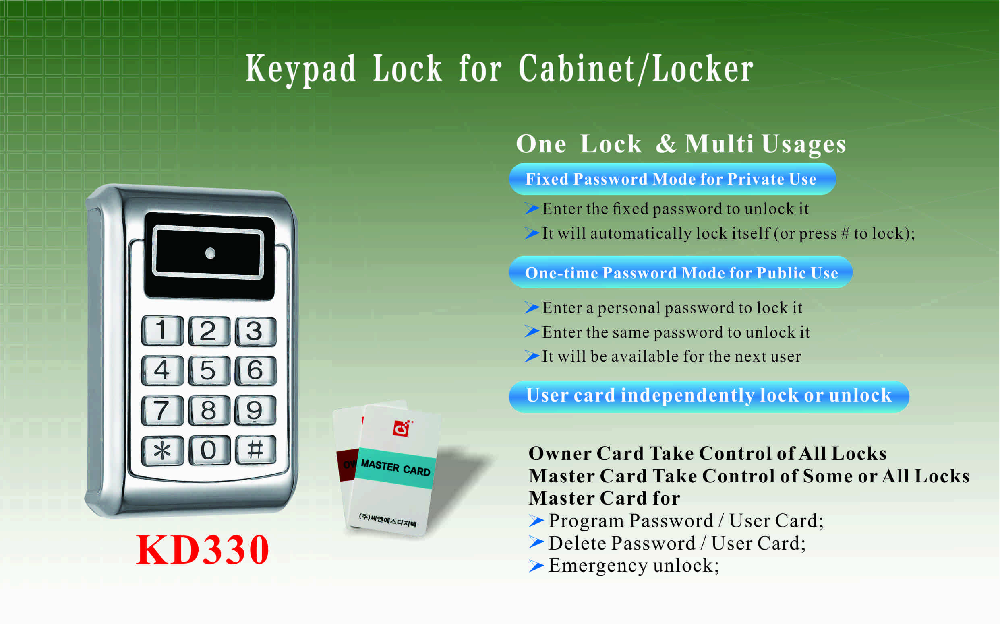 Keypad Lock for Cabinet/Locker
One Lock & Multi Usages
Fixed Password Mode for Private Use
Enter the fixed password to unlock it
It will automatically lock itself (or press # to lock);
One-time Password Mode for Public Use
Enter a personal password to lock it
Enter the same password to unlock it
It will be available for the next user
User card independently lock or unlock
Owner Card Take Control of All Locks
Master Card Take Control of Some or All Locks
Master Card for
Program Password / User Card;
Delete Password / User Card;
Emergency unlock;
1 2 3
4 5 6
7 8 9
* 0 #
KD330
OW
MASTER CARD
(주)씨엔에스디지텍